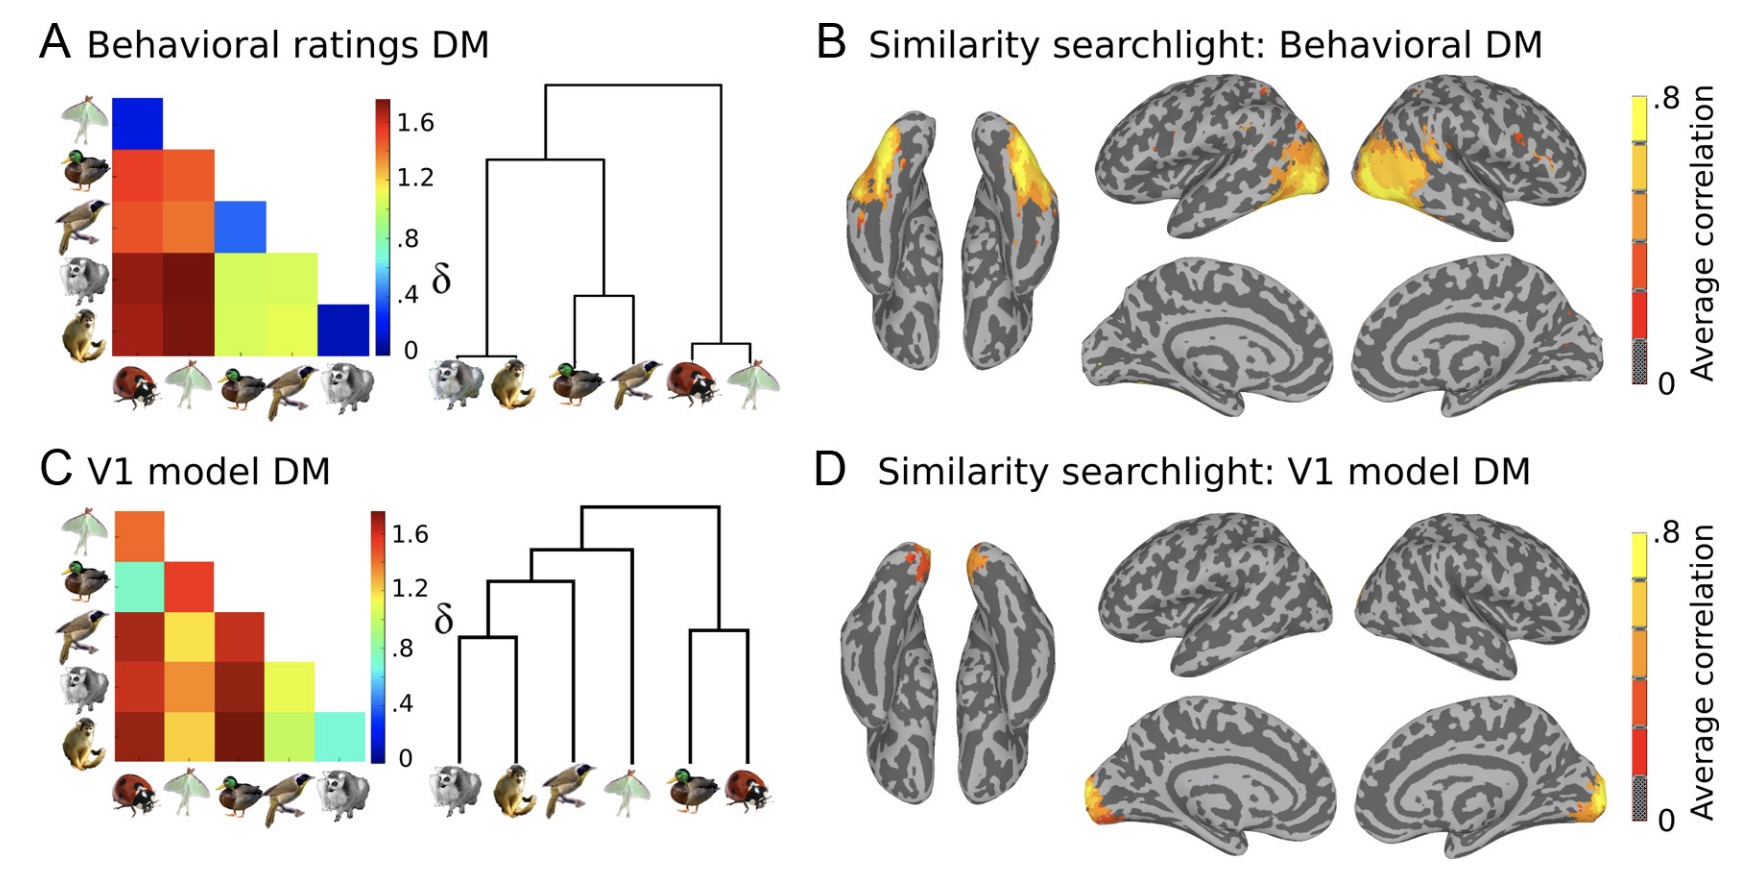 A Behavioral ratings DM
1.6
1.2
.8
.4
0
δ
B Similarity searchlight: Behavioral DM
.8
0
Average correlation
C V1 model DM
1.6
1.2
.8
.4
0
δ
D Similarity searchlight: V1 model DM
.8
0
Average correlation